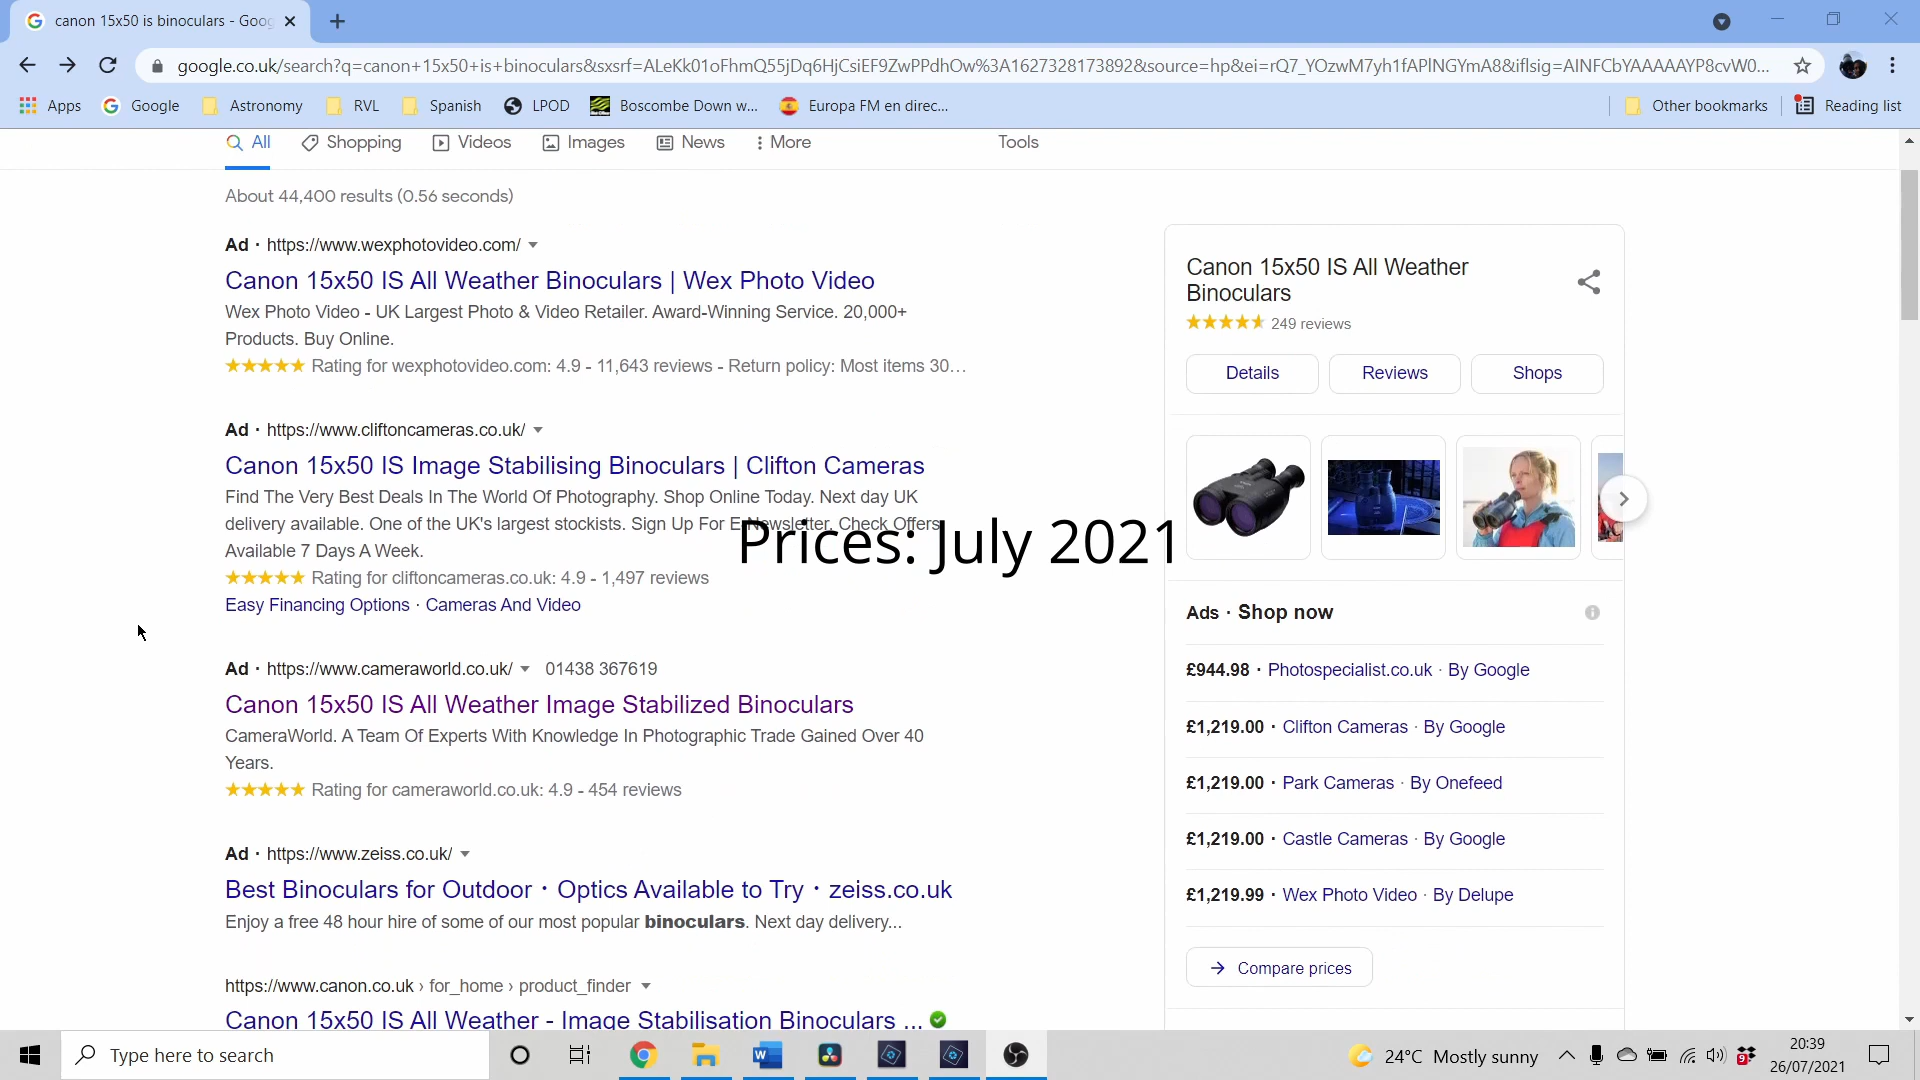 canon 15x50 is binoculars - Goog
google.co.uk/search?q=canon+15x50+is+binoculars&sxsrf=ALeKk01oFhmQ55jDq6HjCsiEF9ZwPPdhOw%3A1627328173892&source=hp&ei=rQ7_YOzwM7yh1fAPlNGYmA8&iflsig=AINFCbYAAAAAYP8cvW0...
Apps Google Astronomy RVL Spanish LPOD Boscombe Down w... Europa FM en direc... Other bookmarks Reading list
All Shopping Videos Images News More Tools
About 44,400 results (0.56 seconds)
Ad · https://www.wexphotovideo.com/
Canon 15x50 IS All Weather Binoculars | Wex Photo Video
Wex Photo Video - UK Largest Photo & Video Retailer. Award-Winning Service. 20,000+
Products. Buy Online.
Rating for wexphotovideo.com: 4.9 - 11,643 reviews - Return policy: Most items 30...
Ad · https://www.cliftoncameras.co.uk/
Canon 15x50 IS Image Stabilising Binoculars | Clifton Cameras
Find The Very Best Deals In The World Of Photography. Shop Online Today. Next day UK
delivery available. One of the UK's largest stockists. Sign Up For E-Newsletter. Check Offers.
Available 7 Days A Week.
Rating for cliftoncameras.co.uk: 4.9 - 1,497 reviews
Easy Financing Options · Cameras And Video
Prices: July 2021
Ad · https://www.cameraworld.co.uk/ 01438 367619
Canon 15x50 IS All Weather Image Stabilized Binoculars
CameraWorld. A Team Of Experts With Knowledge In Photographic Trade Gained Over 40
Years.
Rating for cameraworld.co.uk: 4.9 - 454 reviews
Ad · https://www.zeiss.co.uk/
Best Binoculars for Outdoor · Optics Available to Try · zeiss.co.uk
Enjoy a free 48 hour hire of some of our most popular binoculars. Next day delivery...
https://www.canon.co.uk › for_home › product_finder
Canon 15x50 IS All Weather - Image Stabilisation Binoculars ...
Canon 15x50 IS All Weather
Binoculars
249 reviews
Details Reviews Shops
Ads · Shop now
£944.98 · Photospecialist.co.uk · By Google
£1,219.00 · Clifton Cameras · By Google
£1,219.00 · Park Cameras · By Onefeed
£1,219.00 · Castle Cameras · By Google
£1,219.99 · Wex Photo Video · By Delupe
Compare prices
Type here to search
24°C Mostly sunny
20:39
26/07/2021